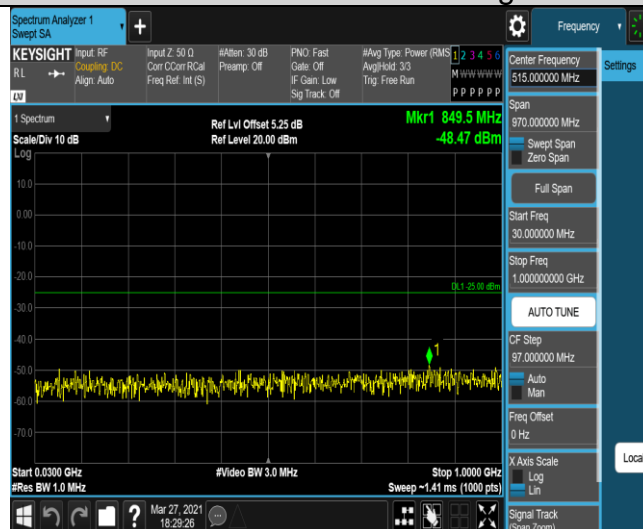 Spectrum Analyzer 1
Swept SA
+
Frequency
KEYSIGHT
R L
LXI
Input: RF
Coupling: DC
Align: Auto
Input Z: 50 Ω
Corr CCorr RCal
Freq Ref: Int (S)
#Atten: 30 dB
Preamp: Off
PNO: Fast
Gate: Off
IF Gain: Low
Sig Track: Off
#Avg Type: Power (RMS
Avg|Hold: 3/3
Trig: Free Run
1 2 3 4 5 6
M W W W W W
P P P P P P
1 Spectrum
Scale/Div 10 dB
Ref Lvl Offset 5.25 dB
Ref Level 20.00 dBm
Mkr1 849.5 MHz
-48.47 dBm
Log
10.0
0.00
-10.0
-20.0
DL1 -25.00 dBm
-30.0
-40.0
1
-50.0
-60.0
-70.0
Start 0.0300 GHz
#Res BW 1.0 MHz
#Video BW 3.0 MHz
Stop 1.0000 GHz
Sweep ~1.41 ms (1000 pts)
?
Mar 27, 2021
18:29:26
Center Frequency
515.000000 MHz
Span
970.000000 MHz
Swept Span
Zero Span
Full Span
Start Freq
30.000000 MHz
Stop Freq
1.000000000 GHz
AUTO TUNE
CF Step
97.000000 MHz
Auto
Man
Freq Offset
0 Hz
X Axis Scale
Log
Lin
Signal Track
(Span Zoom)
Settings
Local